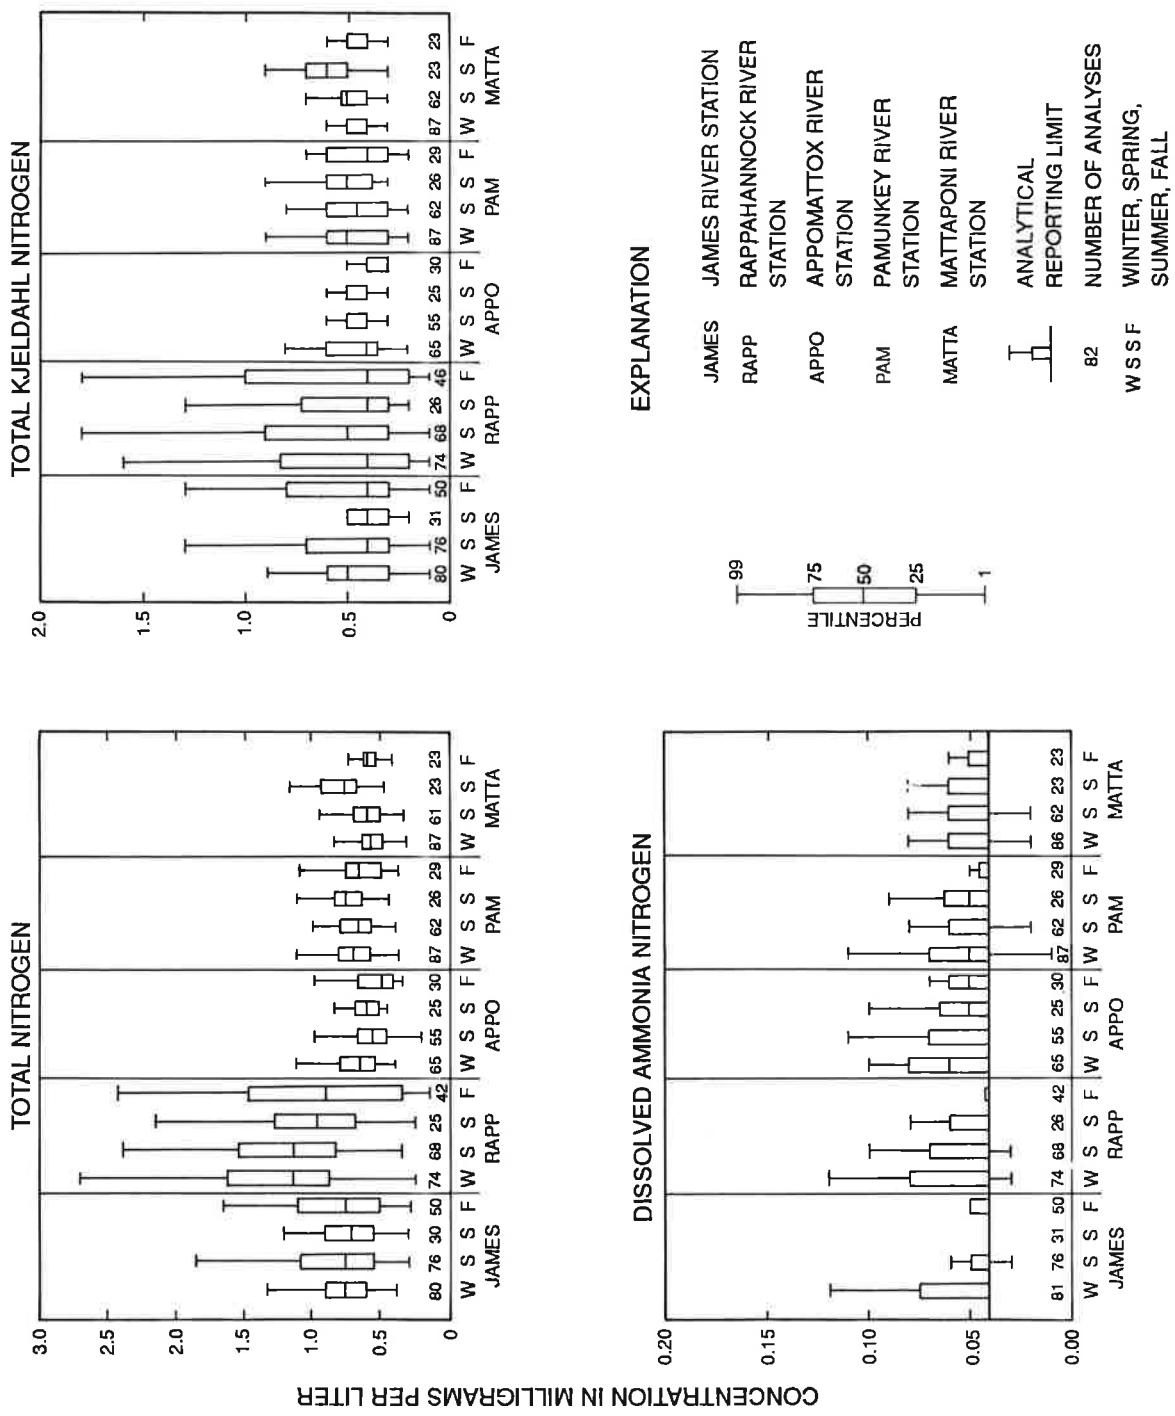 CONCENTRATION IN MILLIGRAMS PER LITER
TOTAL NITROGEN
3.0
2.5
2.0
1.5
1.0
0.5
0
80 76 30 50 74 68 25 42 65 55 25 30 87 62 26 29 87 61 23 23
W S S F W S S F W S S F W S S F W S S F
JAMES RAPP APPO PAM MATTA
TOTAL KJELDAHL NITROGEN
2.0
1.5
1.0
0.5
0
80 76 31 50 74 68 26 46 65 55 25 30 87 62 26 29 87 62 23 23
W S S F W S S F W S S F W S S F W S S F
JAMES RAPP APPO PAM MATTA
DISSOLVED AMMONIA NITROGEN
0.20
0.15
0.10
0.05
0.00
81 76 31 50 74 68 26 42 65 55 25 30 87 62 26 29 86 62 23 23
W S S F W S S F W S S F W S S F W S S F
JAMES RAPP APPO PAM MATTA
EXPLANATION
PERCENTILE
99
75
50
25
1
JAMES JAMES RIVER STATION
RAPP RAPPAHANNOCK RIVER
STATION
APPO APPOMATTOX RIVER
STATION
PAM PAMUNKEY RIVER
STATION
MATTA MATTAPONI RIVER
STATION
ANALYTICAL
REPORTING LIMIT
82 NUMBER OF ANALYSES
W S S F WINTER, SPRING,
SUMMER, FALL